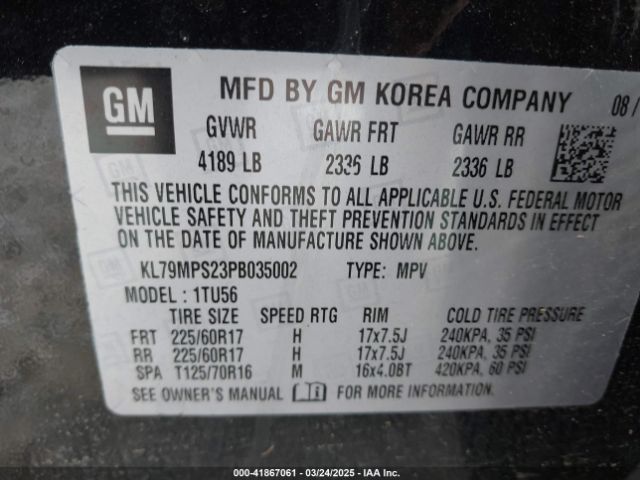 GM
MFD BY GM KOREA COMPANY 08/
GVWR GAWR FRT GAWR RR
4189 LB 2336 LB 2336 LB
THIS VEHICLE CONFORMS TO ALL APPLICABLE U.S. FEDERAL MOTOR
VEHICLE SAFETY AND THEFT PREVENTION STANDARDS IN EFFECT
ON THE DATE OF MANUFACTURE SHOWN ABOVE.
KL79MPS23PB035002 TYPE: MPV
MODEL : 1TU56
TIRE SIZE SPEED RTG RIM COLD TIRE PRESSURE
FRT 225/60R17 H 17x7.5J 240KPA, 35 PSI
RR 225/60R17 H 17x7.5J 240KPA, 35 PSI
SPA T125/70R16 M 16x4.0BT 420KPA, 60 PSI
SEE OWNER'S MANUAL FOR MORE INFORMATION.
000-41867061 - 03/24/2025 - IAA Inc.